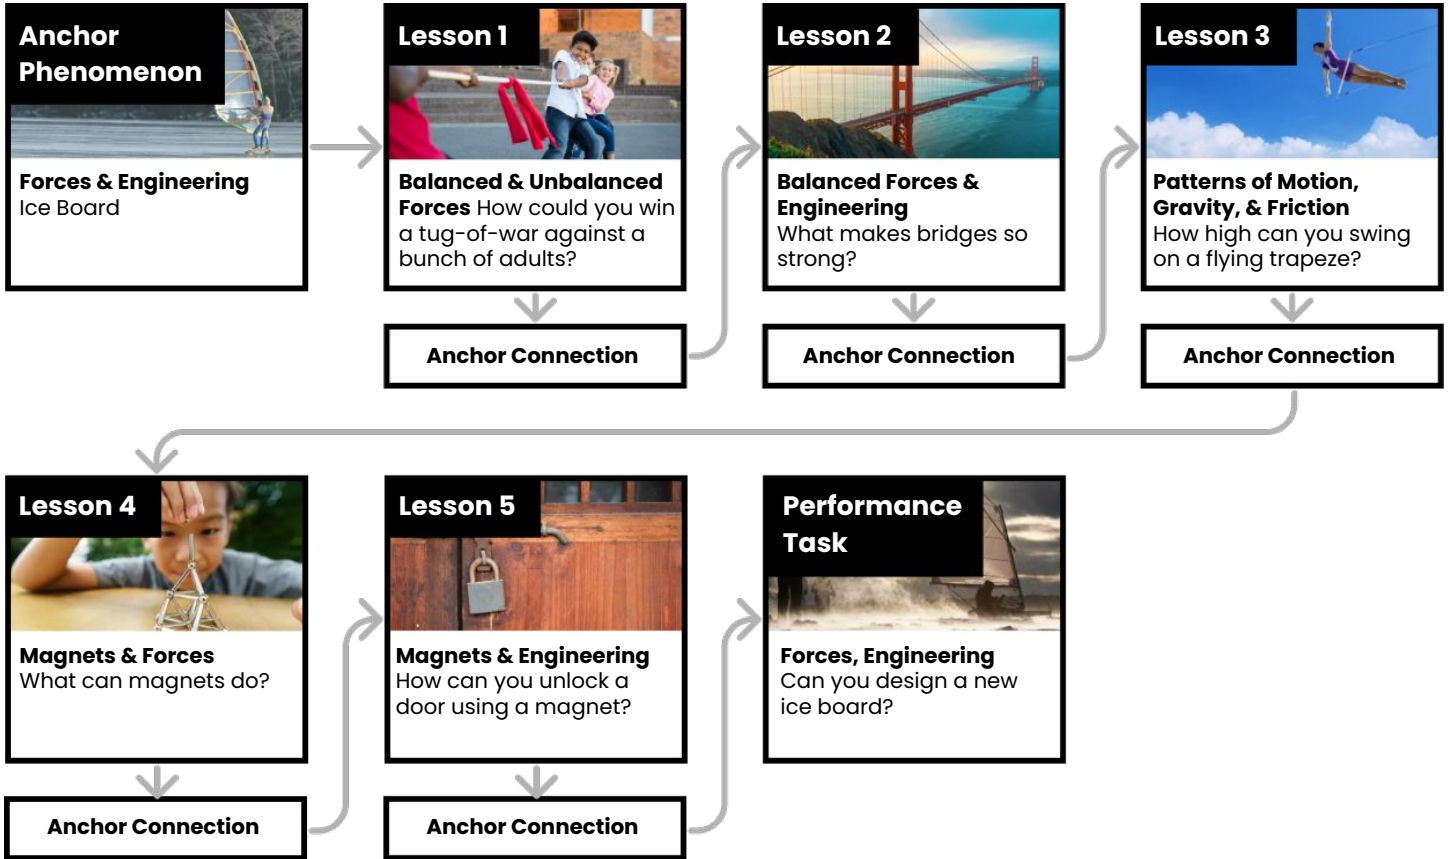 Anchor
Phenomenon
Forces & Engineering
Ice Board
Lesson 1
Balanced & Unbalanced
Forces How could you win
a tug-of-war against a
bunch of adults?
Anchor Connection
Lesson 2
Balanced Forces &
Engineering
What makes bridges so
strong?
Anchor Connection
Lesson 3
Patterns of Motion,
Gravity, & Friction
How high can you swing
on a flying trapeze?
Anchor Connection
Lesson 4
Magnets & Forces
What can magnets do?
Anchor Connection
Lesson 5
Magnets & Engineering
How can you unlock a
door using a magnet?
Anchor Connection
Performance
Task
Forces, Engineering
Can you design a new
ice board?